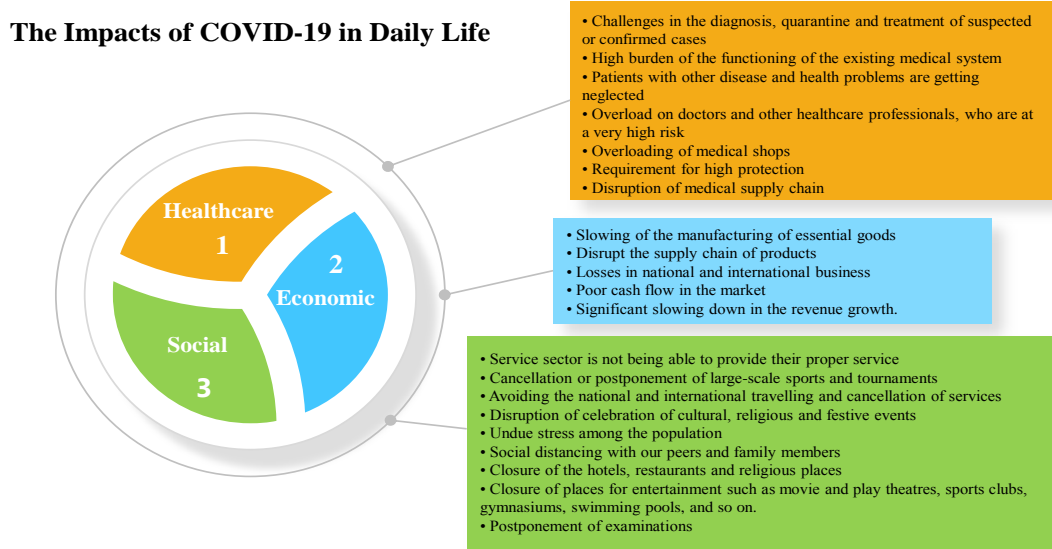 The Impacts of COVID-19 in Daily Life
Healthcare
1
2
Economic
Social
3
• Challenges in the diagnosis, quarantine and treatment of suspected
or confirmed cases
• High burden of the functioning of the existing medical system
• Patients with other disease and health problems are getting
neglected
• Overload on doctors and other healthcare professionals, who are at
a very high risk
• Overloading of medical shops
• Requirement for high protection
• Disruption of medical supply chain
• Slowing of the manufacturing of essential goods
• Disrupt the supply chain of products
• Losses in national and international business
• Poor cash flow in the market
• Significant slowing down in the revenue growth.
• Service sector is not being able to provide their proper service
• Cancellation or postponement of large-scale sports and tournaments
• Avoiding the national and international travelling and cancellation of services
• Disruption of celebration of cultural, religious and festive events
• Undue stress among the population
• Social distancing with our peers and family members
• Closure of the hotels, restaurants and religious places
• Closure of places for entertainment such as movie and play theatres, sports clubs,
gymnasiums, swimming pools, and so on.
• Postponement of examinations